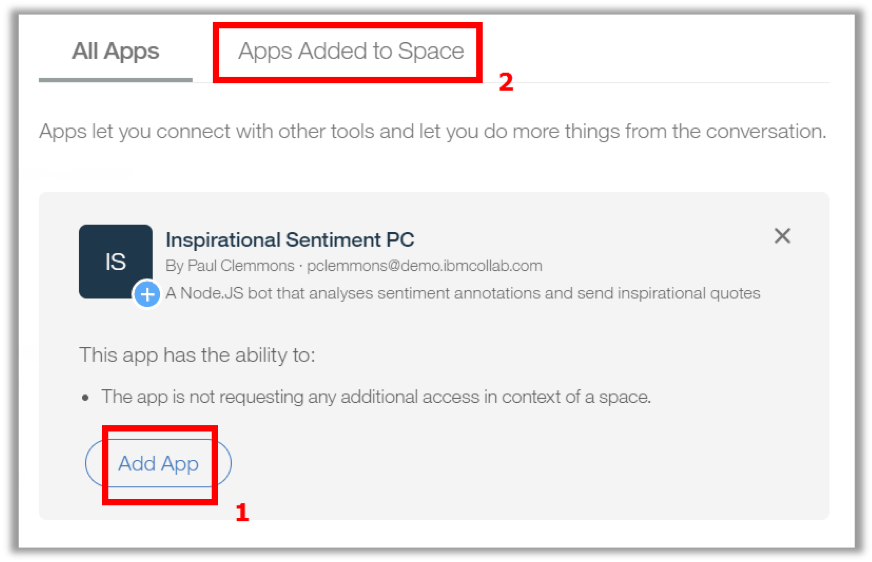 All Apps
Apps Added to Space
2
Apps let you connect with other tools and let you do more things from the conversation.
IS
Inspirational Sentiment PC
By Paul Clemmons · pclemmons@demo.ibmcollab.com
A Node.JS bot that analyses sentiment annotations and send inspirational quotes
This app has the ability to:
• The app is not requesting any additional access in context of a space.
Add App
1